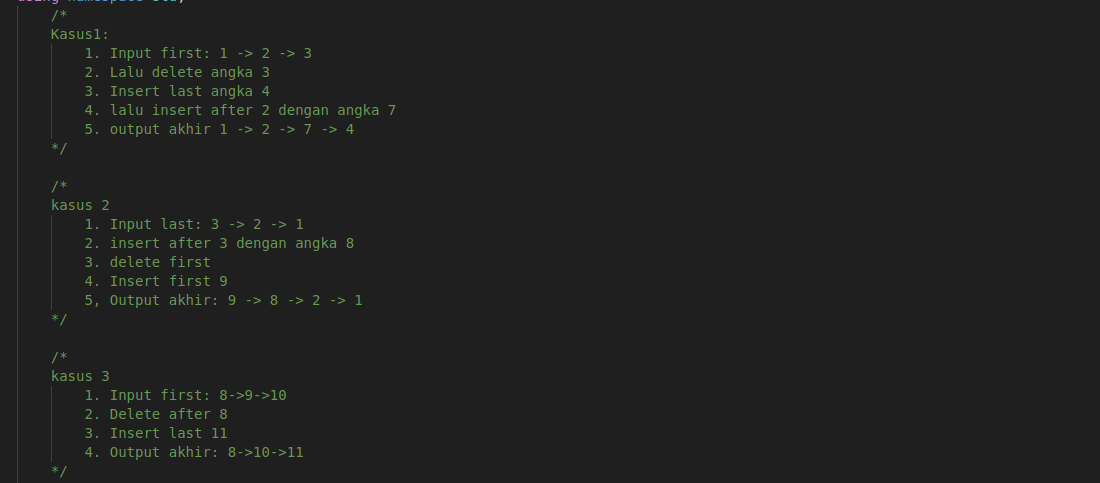 /*
Kasus1:
1. Input first: 1 -> 2 -> 3
2. Lalu delete angka 3
3. Insert last angka 4
4. lalu insert after 2 dengan angka 7
5. output akhir 1 -> 2 -> 7 -> 4
*/
/*
kasus 2
1. Input last: 3 -> 2 -> 1
2. insert after 3 dengan angka 8
3. delete first
4. Insert first 9
5, Output akhir: 9 -> 8 -> 2 -> 1
*/
/*
kasus 3
1. Input first: 8->9->10
2. Delete after 8
3. Insert last 11
4. Output akhir: 8->10->11
*/